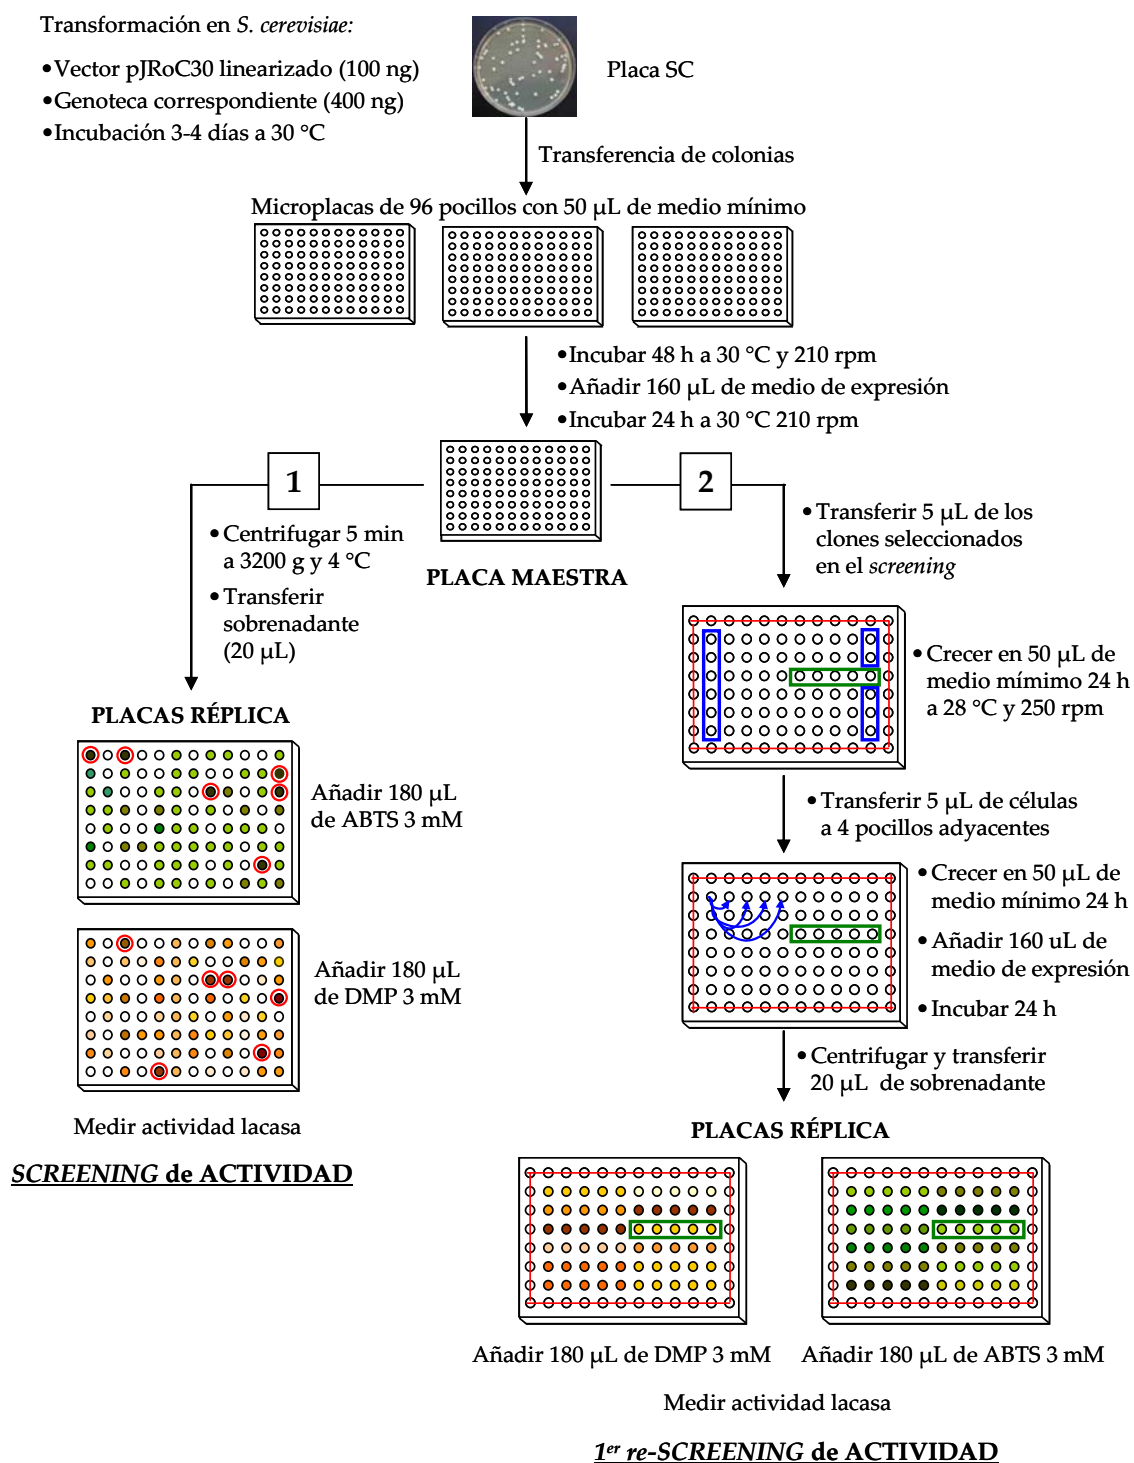 Transformación en S. cerevisiae:
•Vector pJRoC30 linearizado (100 ng)
•Genoteca correspondiente (400 ng)
•Incubación 3-4 días a 30 °C
Placa SC
Transferencia de colonias
Microplacas de 96 pocillos con 50 µL de medio mínimo
•Incubar 48 h a 30 °C y 210 rpm
•Añadir 160 µL de medio de expresión
•Incubar 24 h a 30 °C 210 rpm
1
•Centrifugar 5 min
a 3200 g y 4 °C
•Transferir
sobrenadante
(20 µL)
PLACA MAESTRA
2
•Transferir 5 µL de los
clones seleccionados
en el screening
PLACAS RÉPLICA
Añadir 180 µL
de ABTS 3 mM
Añadir 180 µL
de DMP 3 mM
Medir actividad lacasa
SCREENING de ACTIVIDAD
•Crecer en 50 µL de
medio mímimo 24 h
a 28 °C y 250 rpm
•Transferir 5 µL de células
a 4 pocillos adyacentes
•Crecer en 50 µL de
medio mínimo 24 h
•Añadir 160 uL de
medio de expresión
•Incubar 24 h
•Centrifugar y transferir
20 µL de sobrenadante
PLACAS RÉPLICA
Añadir 180 µL de DMP 3 mM
Añadir 180 µL de ABTS 3 mM
Medir actividad lacasa
1er re-SCREENING de ACTIVIDAD